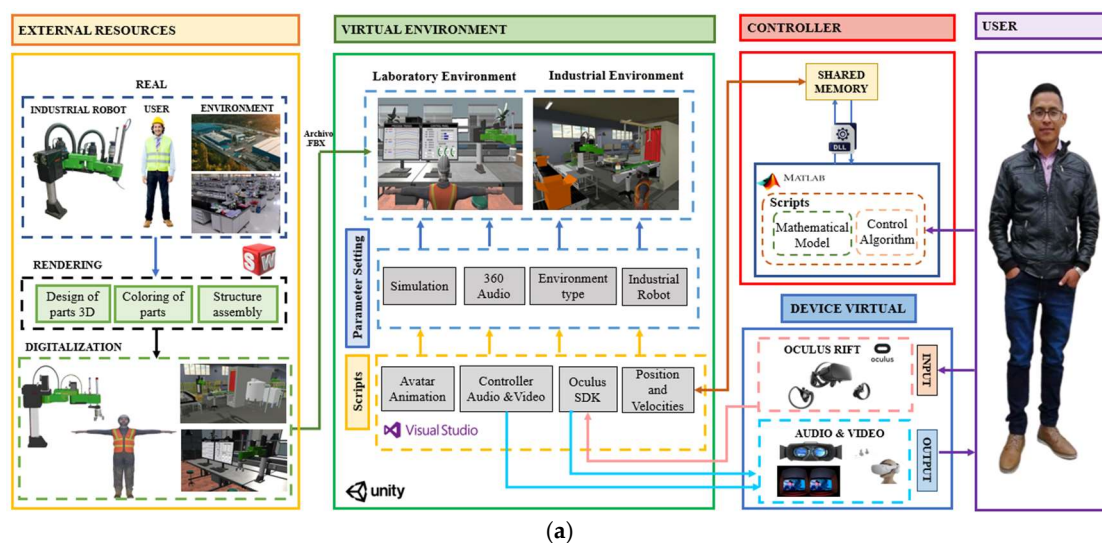 EXTERNAL RESOURCES
REAL
INDUSTRIAL ROBOT
USER
ENVIRONMENT
SW
RENDERING
Design of
parts 3D
Coloring of
parts
Structure
assembly
DIGITALIZATION
Archivo
.FBX
VIRTUAL ENVIRONMENT
Laboratory Environment
Industrial Environment
Parameter Setting
Simulation
360
Audio
Environment
type
Industrial
Robot
Scripts
Avatar
Animation
Controller
Audio &Video
Oculus
SDK
Position
and
Velocities
Visual Studio
unity
CONTROLLER
SHARED
MEMORY
DLL
MATLAB
Scripts
Mathematical
Model
Control
Algorithm
DEVICE VIRTUAL
OCULUS RIFT
oculus
INPUT
AUDIO & VIDEO
OUTPUT
USER
(a)